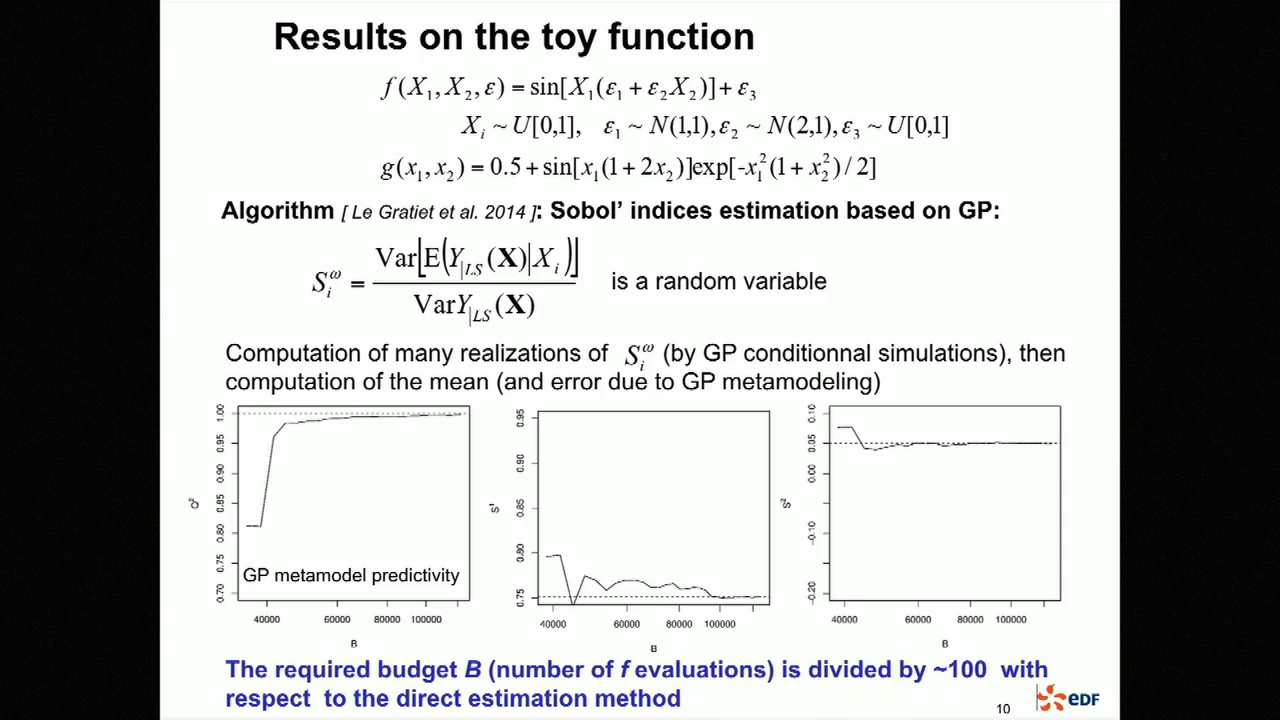 Results on the toy function
f(X₁, X₂, ε) = sin[X₁(ε₁ + ε₂X₂)] + ε₃
Xᵢ ~ U[0,1], ε₁ ~ N(1,1), ε₂ ~ N(2,1), ε₃ ~ U[0,1]
g(x₁, x₂) = 0.5 + sin[x₁(1 + 2x₂)]exp[-x₁²(1 + x₂²) / 2]
Algorithm [ Le Gratiet et al. 2014 ]: Sobol’ indices estimation based on GP:
Sᵢ^ω = Var[E(Y_|LS(X)|Xᵢ)] / VarY_|LS(X) is a random variable
Computation of many realizations of Sᵢ^ω (by GP conditionnal simulations), then
computation of the mean (and error due to GP metamodeling)
Q²
0.70 0.75 0.80 0.85 0.90 0.95 1.00
GP metamodel predictivity
40000 60000 80000 100000
B
S¹
0.75 0.80 0.85 0.90 0.95
40000 60000 80000 100000
B
S²
-0.20 -0.10 0.00 0.05 0.10
40000 60000 80000 100000
B
The required budget B (number of f evaluations) is divided by ~100 with
respect to the direct estimation method
10
EDF